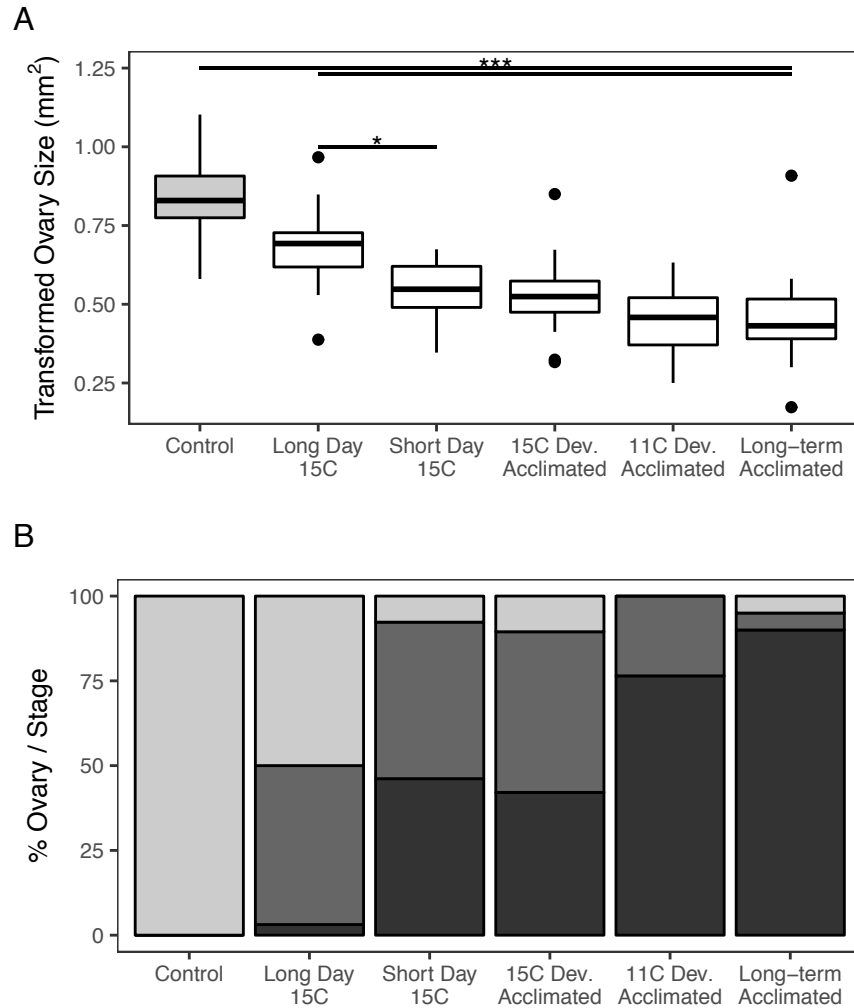 A
Transformed Ovary Size (mm²)
1.25
1.00
0.75
0.50
0.25
***
*
Control
Long Day
15C
Short Day
15C
15C Dev.
Acclimated
11C Dev.
Acclimated
Long−term
Acclimated
B
% Ovary / Stage
100
75
50
25
0
Control
Long Day
15C
Short Day
15C
15C Dev.
Acclimated
11C Dev.
Acclimated
Long−term
Acclimated